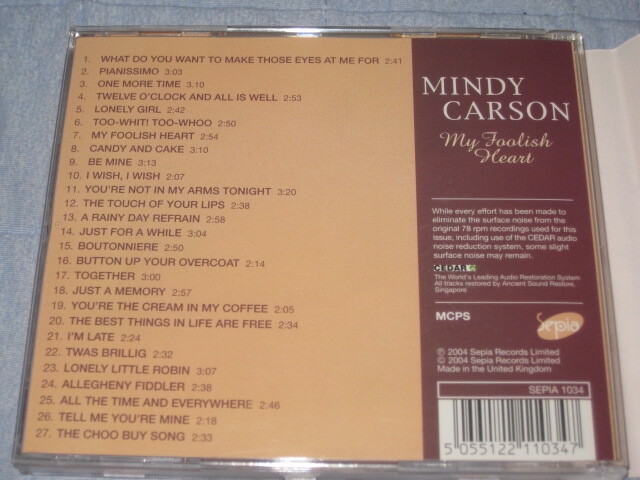 1. WHAT DO YOU WANT TO MAKE THOSE EYES AT ME FOR 2:41
2. PIANISSIMO 3:03
3. ONE MORE TIME 3.10
4. TWELVE O'CLOCK AND ALL IS WELL 2:53
5. LONELY GIRL 2:42
6. TOO-WHIT! TOO-WHOO 2:50
7. MY FOOLISH HEART 2:54
8. CANDY AND CAKE 3:10
9. BE MINE 3:13
10. I WISH, I WISH 2:07
11. YOU'RE NOT IN MY ARMS TONIGHT 3:20
12. THE TOUCH OF YOUR LIPS 2:38
13. A RAINY DAY REFRAIN 2:58
14. JUST FOR A WHILE 3:04
15. BOUTONNIERE 2:50
16. BUTTON UP YOUR OVERCOAT 2:14
17. TOGETHER 3:00
18. JUST A MEMORY 2:57
19. YOU'RE THE CREAM IN MY COFFEE 2:05
20. THE BEST THINGS IN LIFE ARE FREE 2:34
21. I'M LATE 2:24
22. TWAS BRILLIG 2:32
23. LONELY LITTLE ROBIN 3:07
24. ALLEGHENY FIDDLER 2:38
25. ALL THE TIME AND EVERYWHERE 2:46
26. TELL ME YOU'RE MINE 2:18
27. THE CHOO BUY SONG 2:33
MINDY
CARSON
My Foolish
Heart
While every effort has been made to
eliminate the surface noise from the
original 78 rpm recordings used for this
issue, including use of the CEDAR audio
noise reduction system, some slight
surface noise may remain.
CEDAR
The World's Leading Audio Restoration System
All tracks restored by Ancient Sound Restore,
Singapore
MCPS
Sepia
℗ 2004 Sepia Records Limited
© 2004 Sepia Records Limited
Made in the United Kingdom
SEPIA 1034
5 055122 110347